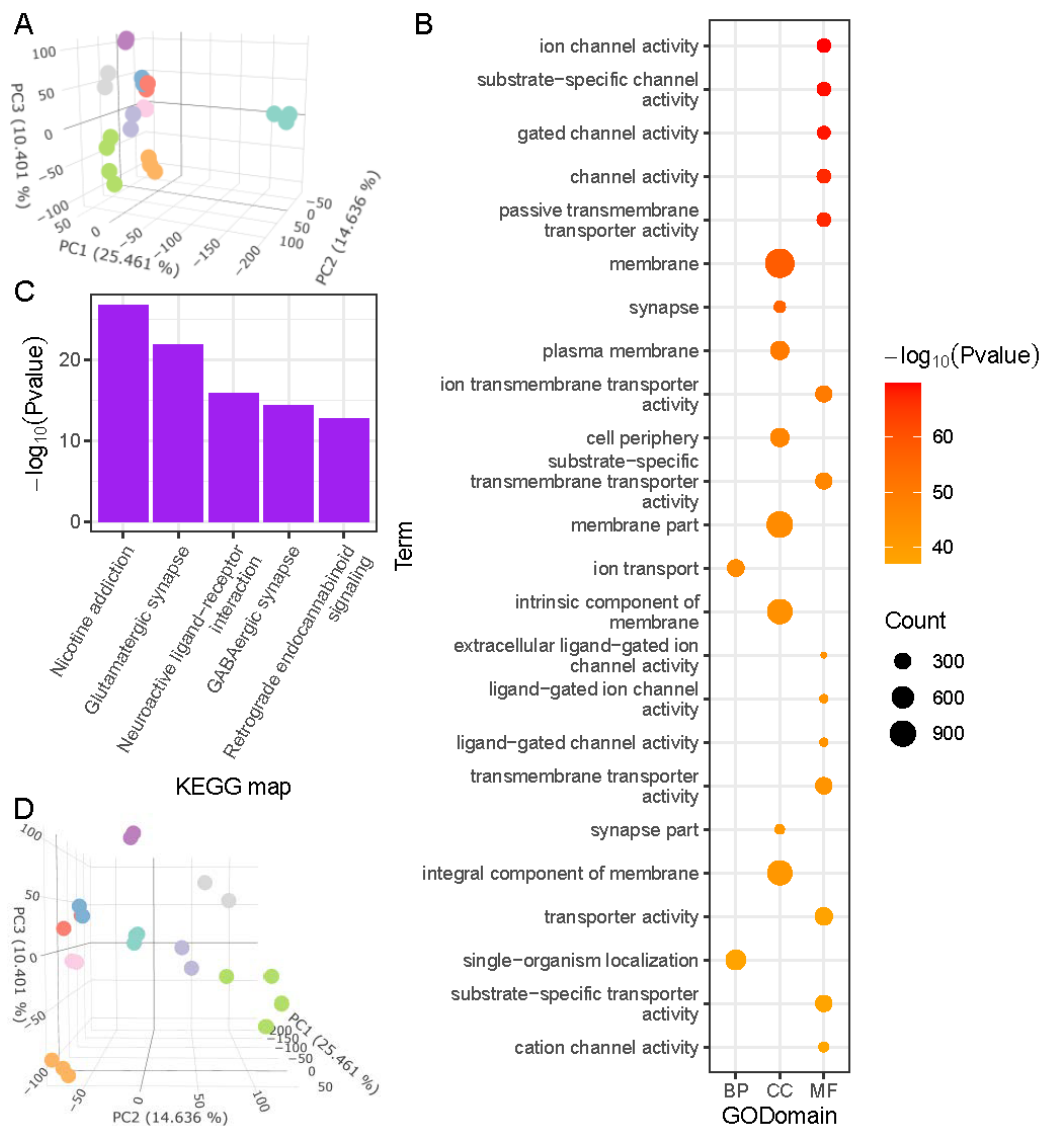 A
100
50
0
−50
−100
PC3 (10.401 %)
50
0
−50
−100
−150
−200
PC1 (25.461 %)
−50
0
50
100
PC2 (14.636 %)
B
ion channel activity
substrate−specific channel
activity
gated channel activity
channel activity
passive transmembrane
transporter activity
membrane
synapse
plasma membrane
ion transmembrane transporter
activity
cell periphery
substrate−specific
transmembrane transporter
activity
membrane part
ion transport
intrinsic component of
membrane
extracellular ligand−gated ion
channel activity
ligand−gated ion channel
activity
ligand−gated channel activity
transmembrane transporter
activity
synapse part
integral component of membrane
transporter activity
single−organism localization
substrate−specific transporter
activity
cation channel activity
Term
BP CC MF
GODomain
−log10(Pvalue)
60
50
40
Count
300
600
900
C
−log10(Pvalue)
20
10
0
Nicotine addiction
Glutamatergic synapse
Neuroactive ligand−receptor
interaction
GABAergic synapse
Retrograde endocannabinoid
signaling
KEGG map
D
100
50
0
−50
−100
PC3 (10.401 %)
−50
0
50
100
PC2 (14.636 %)
−200
−150
−100
−50
0
50
PC1 (25.461 %)